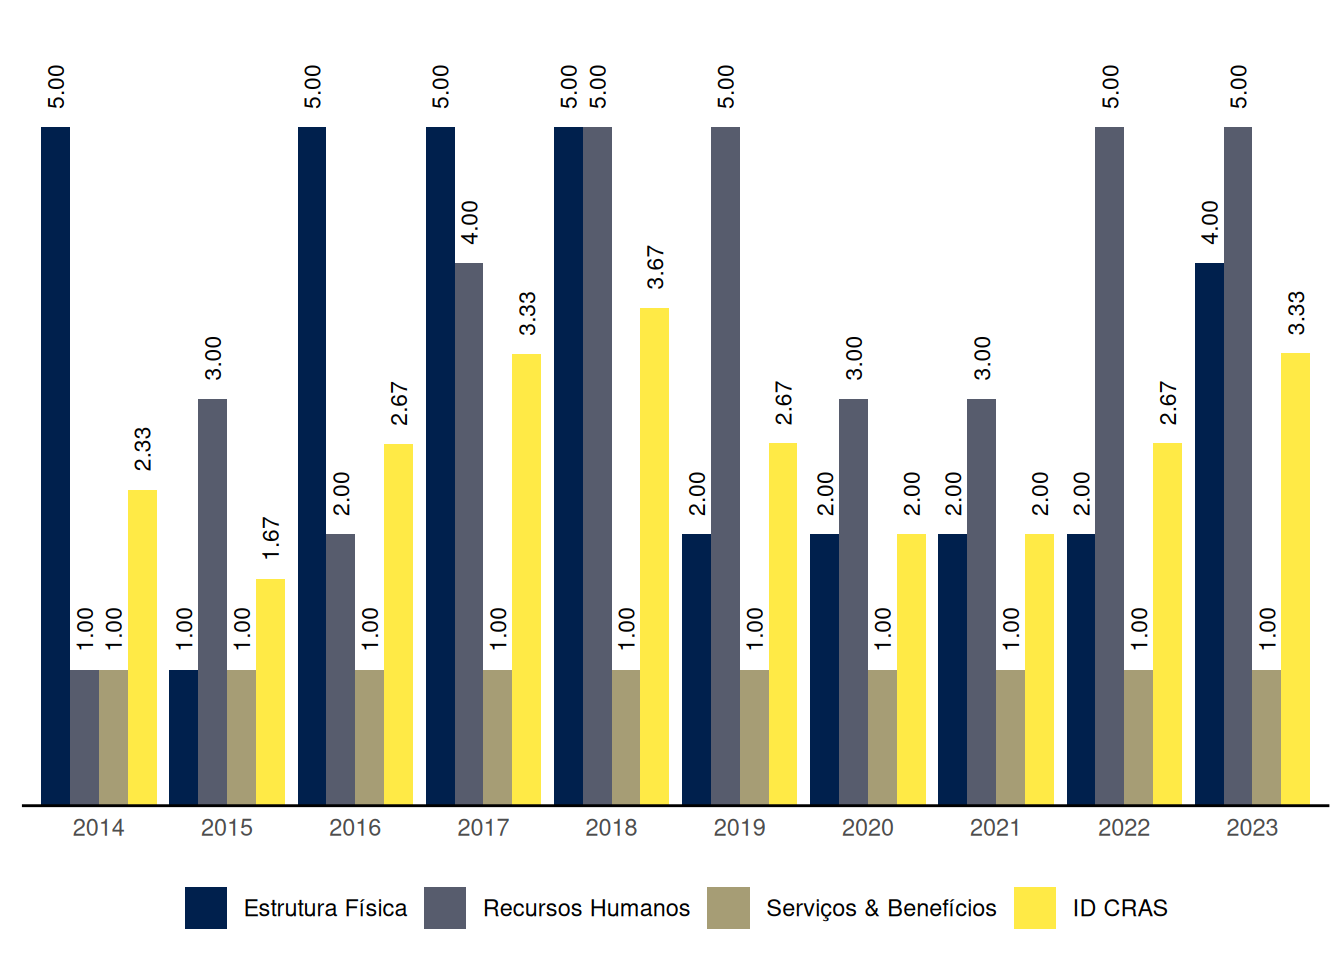 5.00 5.00 5.00 5.00 5.00 5.00 5.00 5.00
4.00 4.00
3.67
3.33 3.33
3.00 3.00 3.00
2.67 2.67 2.67
2.33
2.00 2.00 2.00 2.00 2.00 2.00 2.00
1.67
1.00 1.00 1.00 1.00 1.00 1.00 1.00 1.00 1.00 1.00 1.00 1.00
2014 2015 2016 2017 2018 2019 2020 2021 2022 2023
Estrutura Física Recursos Humanos Serviços & Benefícios ID CRAS